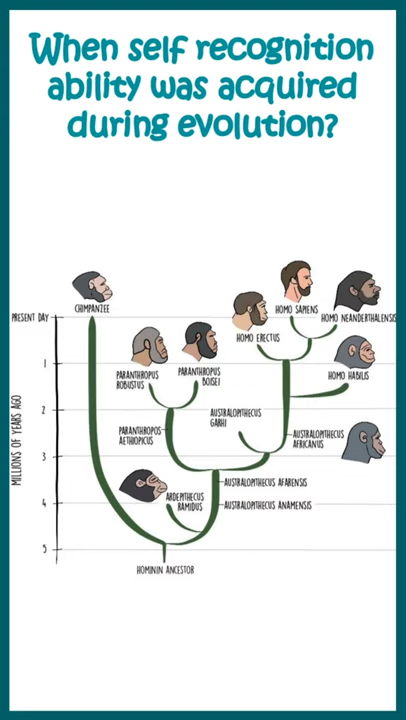 When self recognition
ability was acquired
during evolution?
CHIMPANZEE
HOMO SAPIENS
HOMO NEANDERTHALENSIS
PRESENT DAY
HOMO ERECTUS
1
PARANTHROPUS
ROBUSTUS
PARANTHROPUS
BOISEI
HOMO HABILIS
MILLIONS OF YEARS AGO
2
AUSTRALOPITHECUS
GARHI
PARANTHROPOS
AETHIOPICUS
AUSTRALOPITHECUS
AFRICANUS
3
AUSTRALOPITHECUS AFARENSIS
ARDEPITHECUS
RAMIDUS
4
AUSTRALOPITHECUS ANAMENSIS
5
HOMININ ANCESTOR